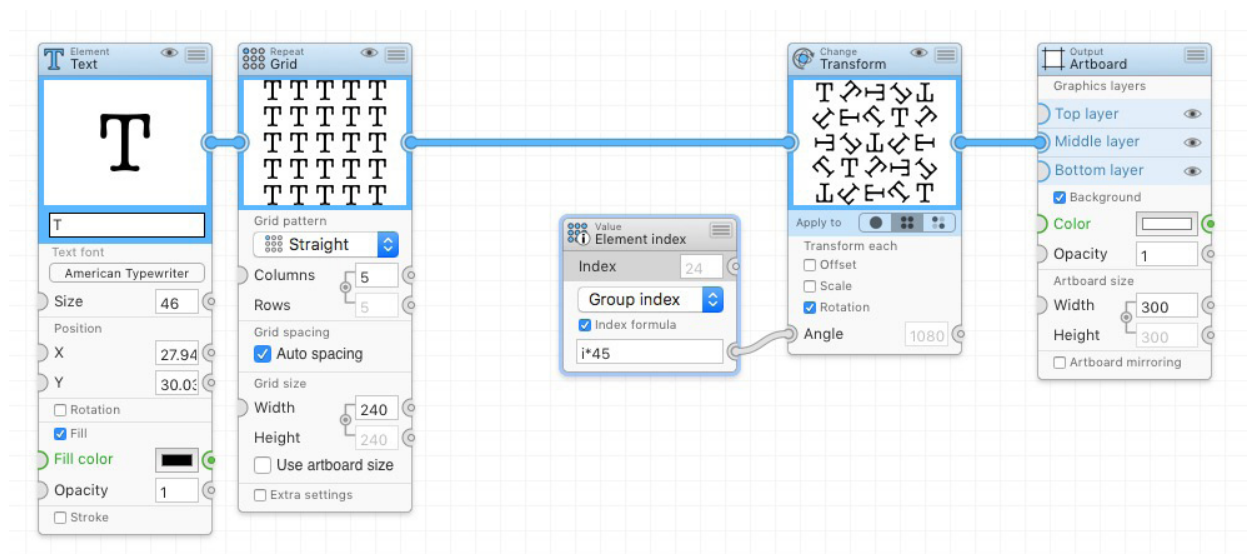 Element
Text
T
T
Text font
American Typewriter
Size 46
Position
X 27.94
Y 30.03
Rotation
Fill
Fill color
Opacity 1
Stroke
Repeat
Grid
T T T T T
T T T T T
T T T T T
T T T T T
T T T T T
Grid pattern
Straight
Columns 5
Rows 5
Grid spacing
Auto spacing
Grid size
Width 240
Height 240
Use artboard size
Extra settings
Value
Element index
Index 24
Group index
Index formula
i*45
Change
Transform
T T T T T
T T T T T
T T T T T
T T T T T
T T T T T
Apply to
Transform each
Offset
Scale
Rotation
Angle 1080
Output
Artboard
Graphics layers
Top layer
Middle layer
Bottom layer
Background
Color
Opacity 1
Artboard size
Width 300
Height 300
Artboard mirroring